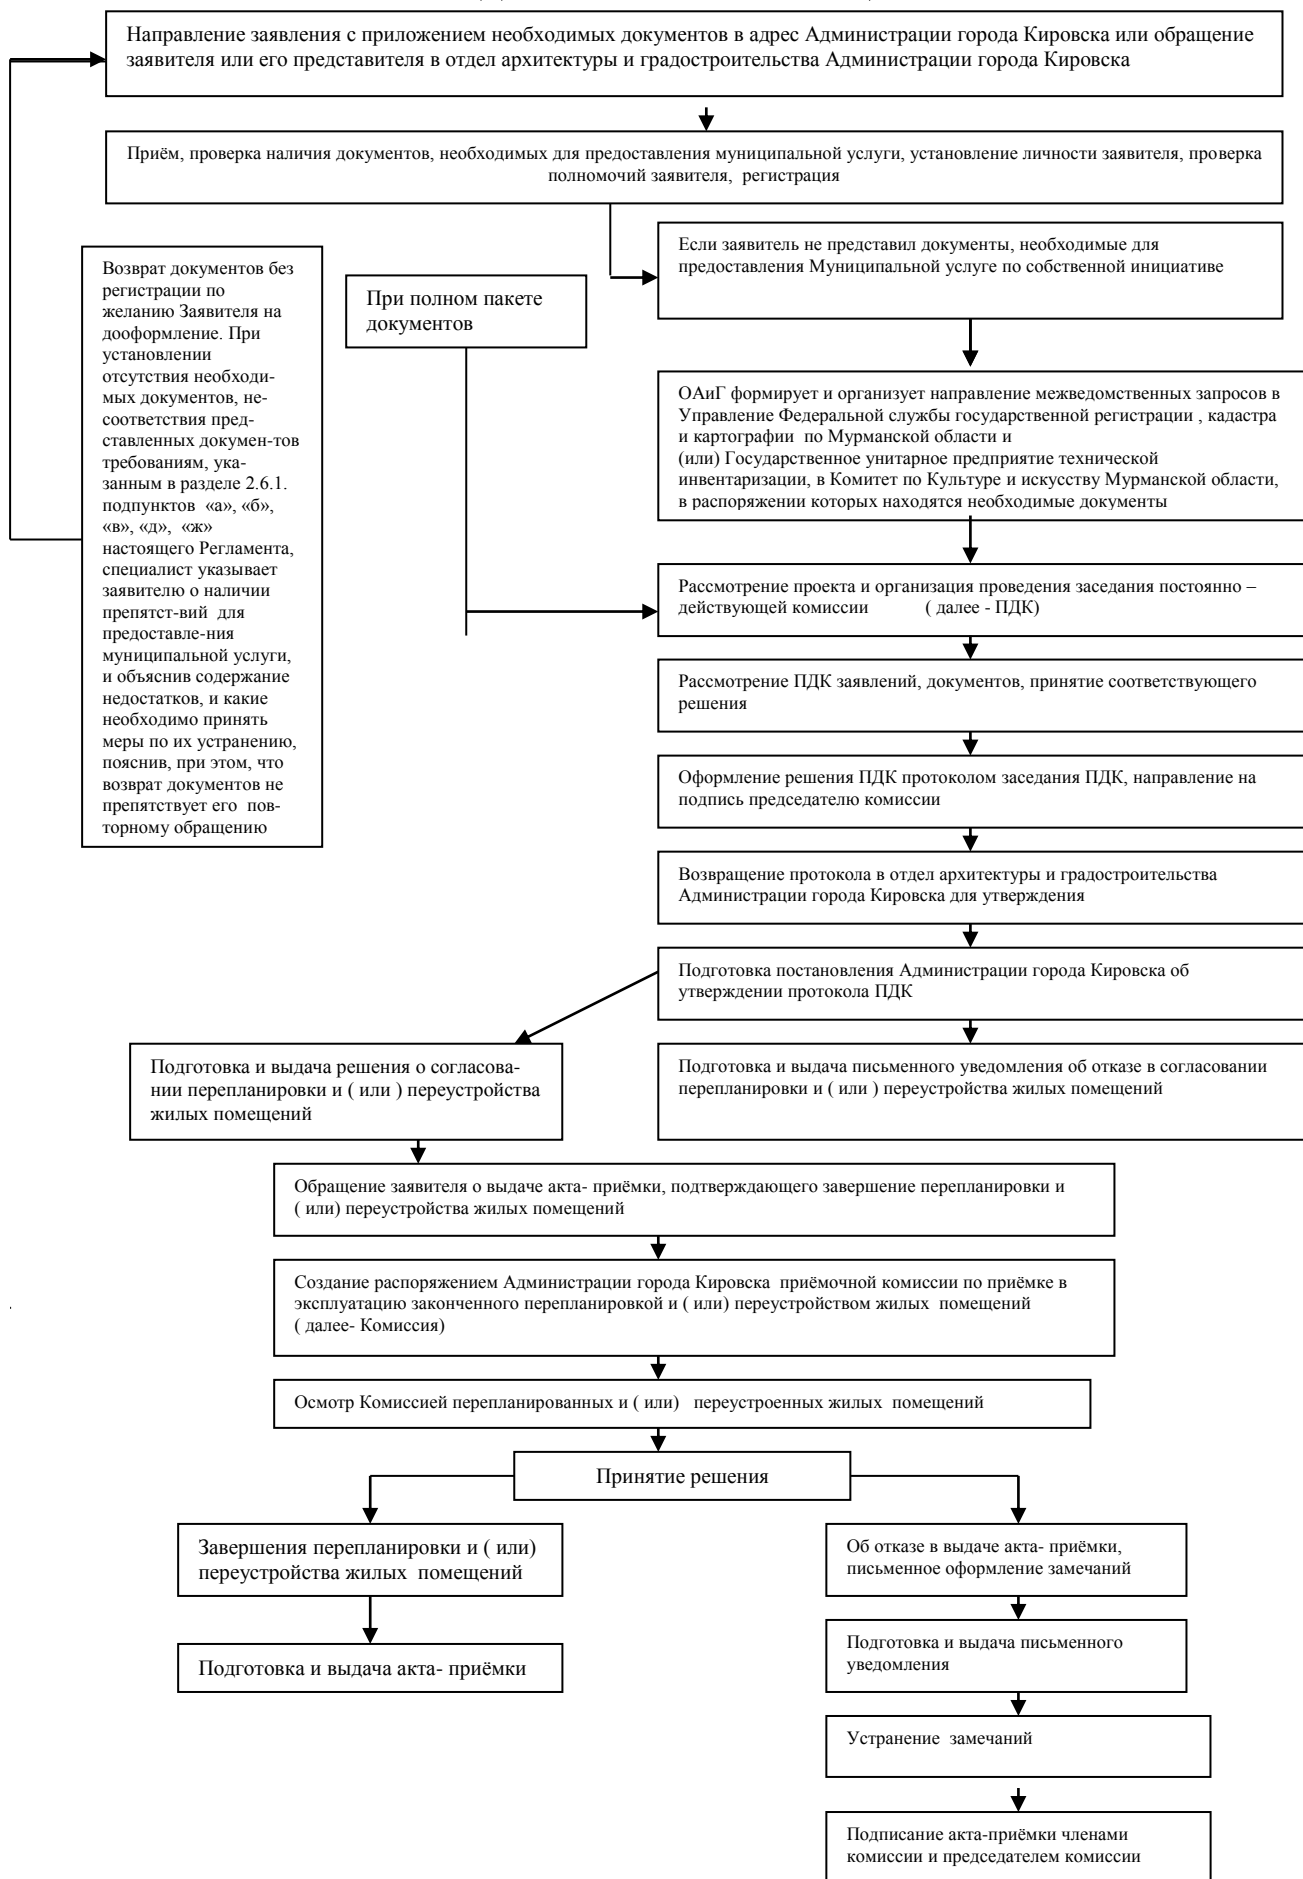 Направление заявления с приложением необходимых документов в адрес Администрации города Кировска или обращение
заявителя или его представителя в отдел архитектуры и градостроительства Администрации города Кировска
Приём, проверка наличия документов, необходимых для предоставления муниципальной услуги, установление личности заявителя, проверка
полномочий заявителя, регистрация
Если заявитель не представил документы, необходимые для
предоставления Муниципальной услуге по собственной инициативе
Возврат документов без
регистрации по
желанию Заявителя на
дооформление. При
установлении
отсутствия необходи-
мых документов, не-
соответствия пред-
ставленных докумен-тов
требованиям, ука-
занным в разделе 2.6.1.
подпунктов «а», «б»,
«в», «д», «ж»
настоящего Регламента,
специалист указывает
заявителю о наличии
препятст-вий для
предоставле-ния
муниципальной услуги,
и объяснив содержание
недостатков, и какие
необходимо принять
меры по их устранению,
пояснив, при этом, что
возврат документов не
препятствует его пов-
торному обращению
При полном пакете
документов
ОАиГ формирует и организует направление межведомственных запросов в
Управление Федеральной службы государственной регистрации , кадастра
и картографии по Мурманской области и
(или) Государственное унитарное предприятие технической
инвентаризации, в Комитет по Культуре и искусству Мурманской области,
в распоряжении которых находятся необходимые документы
Рассмотрение проекта и организация проведения заседания постоянно –
действующей комиссии ( далее - ПДК)
Рассмотрение ПДК заявлений, документов, принятие соответствующего
решения
Оформление решения ПДК протоколом заседания ПДК, направление на
подпись председателю комиссии
Возвращение протокола в отдел архитектуры и градостроительства
Администрации города Кировска для утверждения
Подготовка постановления Администрации города Кировска об
утверждении протокола ПДК
Подготовка и выдача решения о согласова-
нии перепланировки и ( или ) переустройства
жилых помещений
Подготовка и выдача письменного уведомления об отказе в согласовании
перепланировки и ( или ) переустройства жилых помещений
Обращение заявителя о выдаче акта- приёмки, подтверждающего завершение перепланировки и
( или) переустройства жилых помещений
Создание распоряжением Администрации города Кировска приёмочной комиссии по приёмке в
эксплуатацию законченного перепланировкой и ( или) переустройством жилых помещений
( далее- Комиссия)
Осмотр Комиссией перепланированных и ( или) переустроенных жилых помещений
Принятие решения
Завершения перепланировки и ( или)
переустройства жилых помещений
Подготовка и выдача акта- приёмки
Об отказе в выдаче акта- приёмки,
письменное оформление замечаний
Подготовка и выдача письменного
уведомления
Устранение замечаний
Подписание акта-приёмки членами
комиссии и председателем комиссии